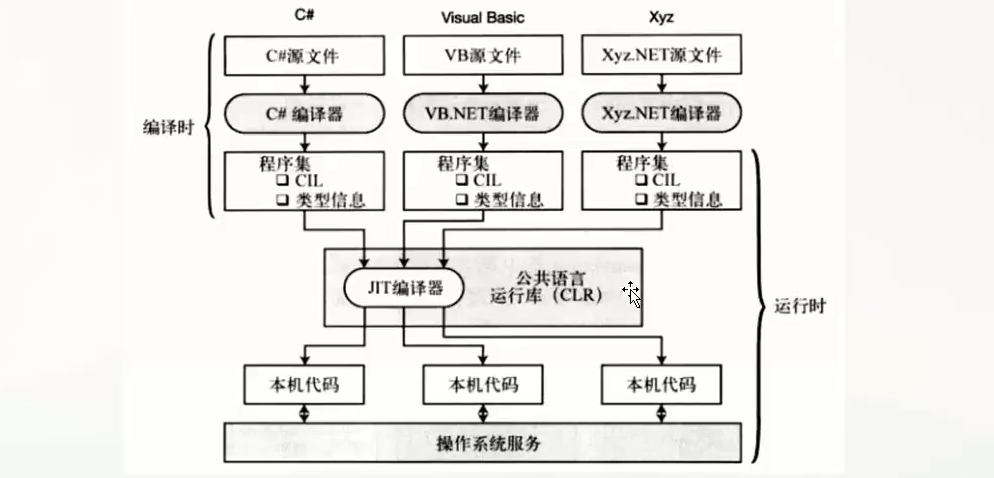 C#
Visual Basic
Xyz
C#源文件
VB源文件
Xyz.NET源文件
编译时
C# 编译器
VB.NET编译器
Xyz.NET编译器
程序集
CIL
类型信息
程序集
CIL
类型信息
程序集
CIL
类型信息
JIT编译器
公共语言
运行库（CLR）
运行时
本机代码
本机代码
本机代码
操作系统服务